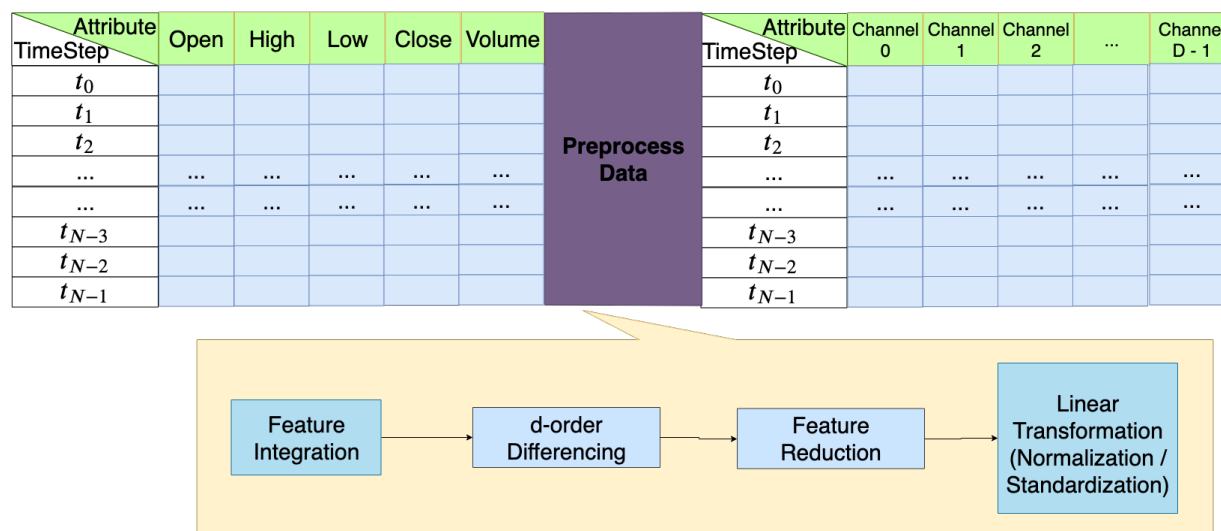 Attribute
TimeStep
Open High Low Close Volume
t0
t1
t2
... ... ... ... ... ...
... ... ... ... ... ...
tN−3
tN−2
tN−1
Preprocess
Data
Attribute
TimeStep
Channel
0
Channel
1
Channel
2
...
Channel
D - 1
t0
t1
t2
... ... ... ... ... ...
... ... ... ... ... ...
tN−3
tN−2
tN−1
Feature
Integration
d-order
Differencing
Feature
Reduction
Linear
Transformation
(Normalization /
Standardization)